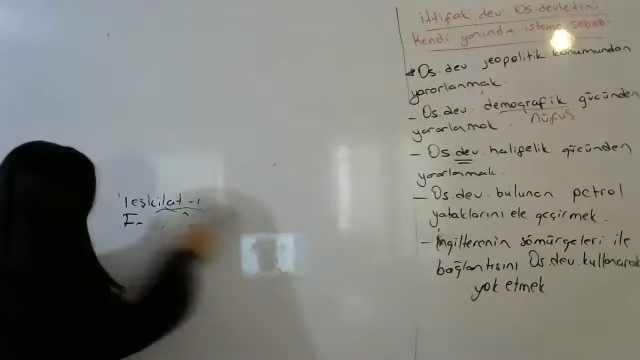 ittifak dev Os. devletini
kendi yanında isteme sebebi
Os. dev jeopolitik konumundan
yararlanmak.
- Os. dev. demografik gücünden
yararlanmak. Nüfus
- Os dev. halifelik gücünden
yararlanmak.
- Os. dev. bulunan petrol
yataklarını ele geçirmek.
- İngilterenin sömürgeleri ile
bağlantısını Os. dev. kullanarak
yok etmek
Teşkilat-ı